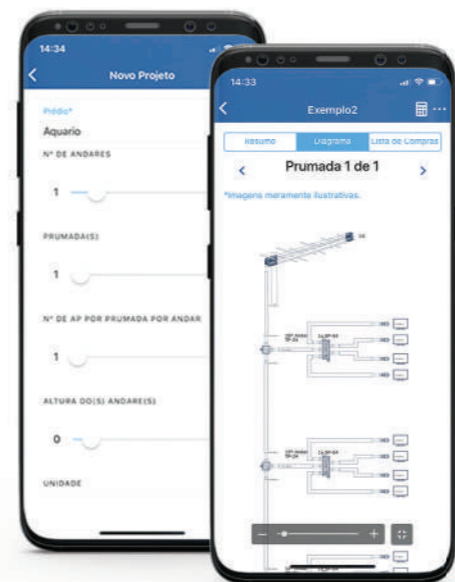 14:34
Novo Projeto
Prédio*
Aquario
Nº DE ANDARES
1
PRUMADA(S)
1
Nº DE AP POR PRUMADA POR ANDAR
1
ALTURA DO(S) ANDARE(S)
0
UNIDADE
14:33
Exemplo2
Resumo
Diagrama
Lista de Compras
Prumada 1 de 1
*Imagens meramente ilustrativas.